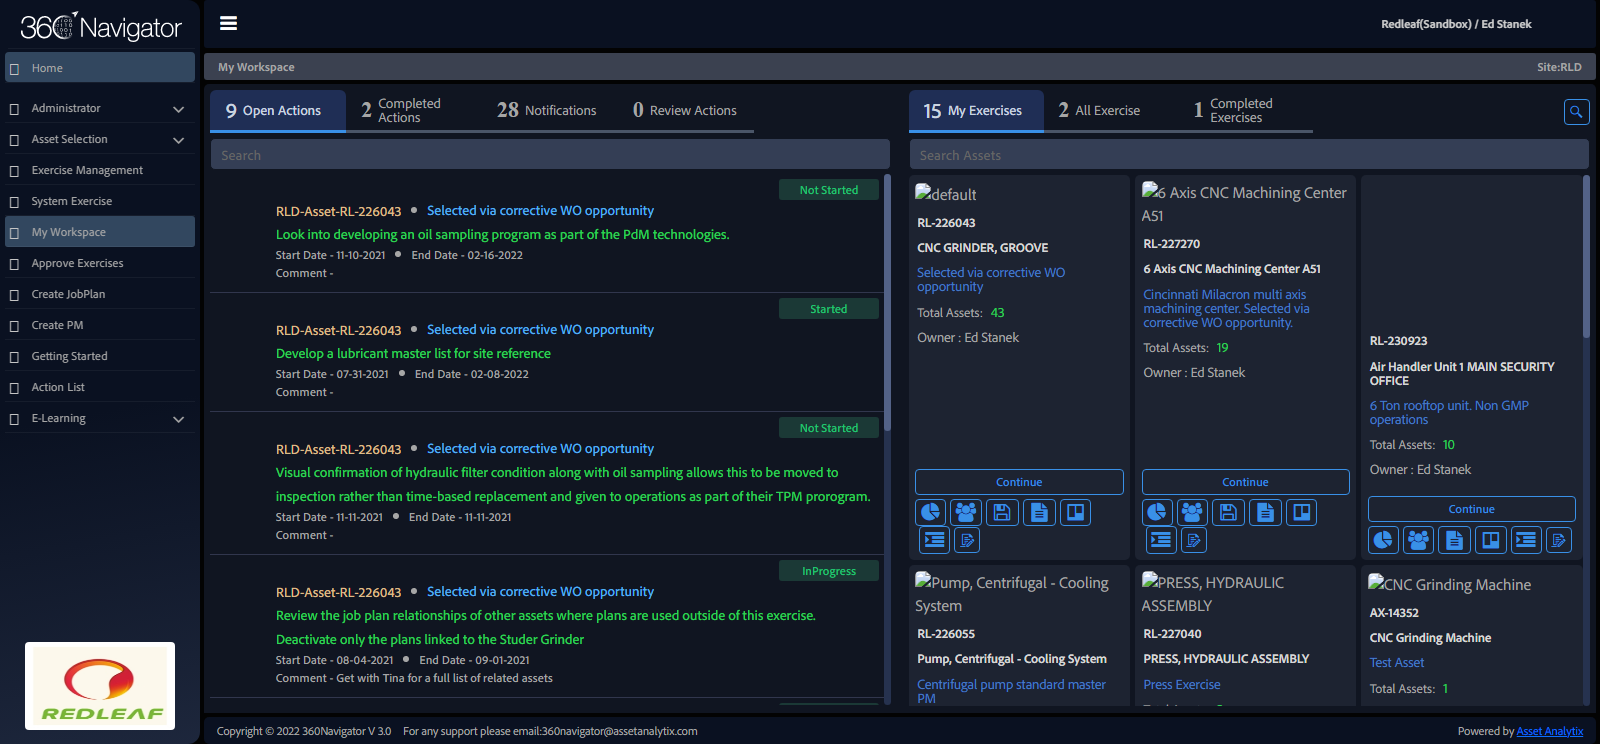 360 Navigator
Redleaf(Sandbox) / Ed Stanek
Home
Administrator
Asset Selection
Exercise Management
System Exercise
My Workspace
Approve Exercises
Create JobPlan
Create PM
Getting Started
Action List
E-Learning
REDLEAF
My Workspace
Site:RLD
9 Open Actions
2 Completed Actions
28 Notifications
0 Review Actions
Search
Not Started
RLD-Asset-RL-226043 • Selected via corrective WO opportunity
Look into developing an oil sampling program as part of the PdM technologies.
Start Date - 11-10-2021 • End Date - 02-16-2022
Comment -
Started
RLD-Asset-RL-226043 • Selected via corrective WO opportunity
Develop a lubricant master list for site reference
Start Date - 07-31-2021 • End Date - 02-08-2022
Comment -
Not Started
RLD-Asset-RL-226043 • Selected via corrective WO opportunity
Visual confirmation of hydraulic filter condition along with oil sampling allows this to be moved to
inspection rather than time-based replacement and given to operations as part of their TPM prorogram.
Start Date - 11-11-2021 • End Date - 11-11-2021
Comment -
InProgress
RLD-Asset-RL-226043 • Selected via corrective WO opportunity
Review the job plan relationships of other assets where plans are used outside of this exercise.
Deactivate only the plans linked to the Studer Grinder
Start Date - 08-04-2021 • End Date - 09-01-2021
Comment - Get with Tina for a full list of related assets
15 My Exercises
2 All Exercise
1 Completed Exercises
Search Assets
default
RL-226043
CNC GRINDER, GROOVE
Selected via corrective WO
opportunity
Total Assets: 43
Owner : Ed Stanek
Continue
6 Axis CNC Machining Center
A51
RL-227270
6 Axis CNC Machining Center A51
Cincinnati Milacron multi axis
machining center. Selected via
corrective WO opportunity.
Total Assets: 19
Owner : Ed Stanek
Continue
RL-230923
Air Handler Unit 1 MAIN SECURITY
OFFICE
6 Ton rooftop unit. Non GMP
operations
Total Assets: 10
Owner : Ed Stanek
Continue
Pump, Centrifugal - Cooling
System
RL-226055
Pump, Centrifugal - Cooling System
Centrifugal pump standard master
PM
PRESS, HYDRAULIC
ASSEMBLY
RL-227040
PRESS, HYDRAULIC ASSEMBLY
Press Exercise
CNC Grinding Machine
AX-14352
CNC Grinding Machine
Test Asset
Total Assets: 1
Copyright © 2022 360Navigator V 3.0 For any support please email:360navigator@assetanalytix.com
Powered by Asset Analytix